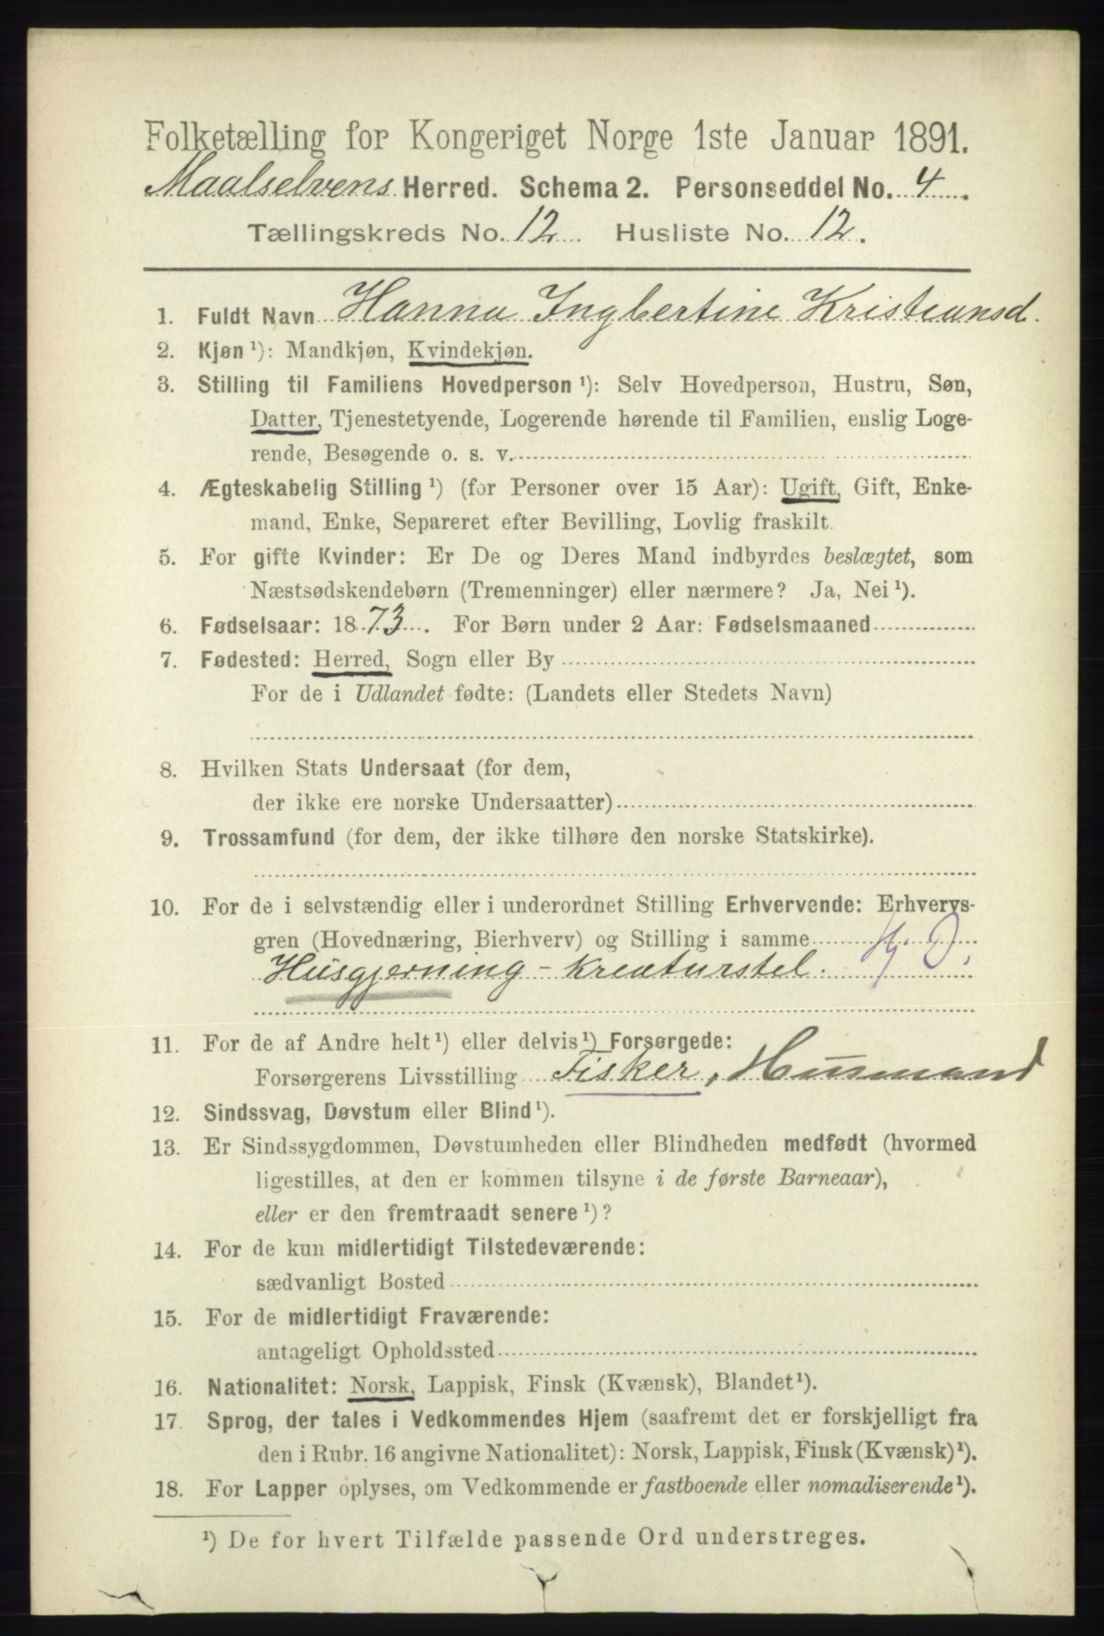 Folketælling for Kongeriget Norge 1ste Januar 1891.
Maalselvens Herred. Schema 2. Personseddel No. 4.
Tællingskreds No. 12. Husliste No. 12.
1. Fuldt Navn Hanna Ingbertine Kristiansd.
2. Kjøn ¹): Mandkjøn, Kvindekjøn.
3. Stilling til Familiens Hovedperson ¹): Selv Hovedperson, Hustru, Søn,
Datter, Tjenestetyende, Logerende hørende til Familien, enslig Loge-
rende, Besøgende o. s. v.
4. Ægteskabelig Stilling ¹) (for Personer over 15 Aar): Ugift, Gift, Enke-
mand, Enke, Separeret efter Bevilling, Lovlig fraskilt.
5. For gifte Kvinder: Er De og Deres Mand indbyrdes beslægtet, som
Næstsødskendebørn (Tremenninger) eller nærmere? Ja, Nei ¹).
6. Fødselsaar: 1873. For Børn under 2 Aar: Fødselsmaaned
7. Fødested: Herred, Sogn eller By
For de i Udlandet fødte: (Landets eller Stedets Navn)
8. Hvilken Stats Undersaat (for dem,
der ikke ere norske Undersaatter)
9. Trossamfund (for dem, der ikke tilhøre den norske Statskirke).
10. For de i selvstændig eller i underordnet Stilling Erhvervende: Erhvervs-
gren (Hovednæring, Bierhverv) og Stilling i samme
Husgjerning - Kreaturstel.
11. For de af Andre helt ¹) eller delvis ¹) Forsørgede:
Forsørgerens Livsstilling Fisker, Husmand
12. Sindssvag, Døvstum eller Blind ¹).
13. Er Sindssygdommen, Døvstumheden eller Blindheden medfødt (hvormed
ligestilles, at den er kommen tilsyne i de første Barneaar),
eller er den fremtraadt senere ¹)?
14. For de kun midlertidigt Tilstedeværende:
sædvanligt Bosted
15. For de midlertidigt Fraværende:
antageligt Opholdssted
16. Nationalitet: Norsk, Lappisk, Finsk (Kvænsk), Blandet ¹).
17. Sprog, der tales i Vedkommendes Hjem (saafremt det er forskjelligt fra
den i Rubr. 16 angivne Nationalitet): Norsk, Lappisk, Finsk (Kvænsk) ¹).
18. For Lapper oplyses, om Vedkommende er fastboende eller nomadiserende ¹).
¹) De for hvert Tilfælde passende Ord understreges.